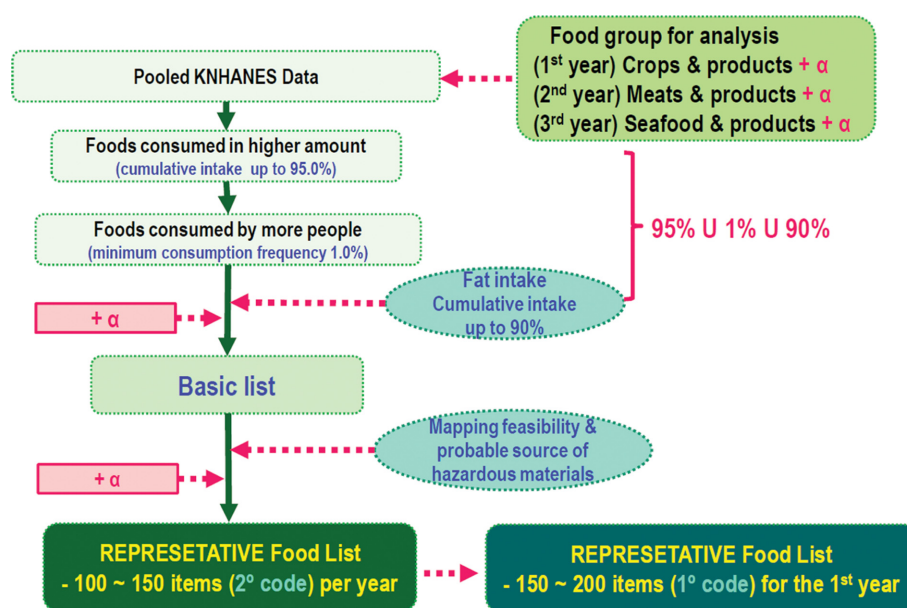 Food group for analysis
(1st year) Crops & products + α
(2nd year) Meats & products + α
(3rd year) Seafood & products + α
Pooled KNHANES Data
Foods consumed in higher amount
(cumulative intake up to 95.0%)
Foods consumed by more people
(minimum consumption frequency 1.0%)
95% U 1% U 90%
Fat intake
Cumulative intake
up to 90%
+ α
Basic list
Mapping feasibility &
probable source of
hazardous materials
+ α
REPRESETATIVE Food List
- 100 ~ 150 items (2º code) per year
REPRESETATIVE Food List
- 150 ~ 200 items (1º code) for the 1st year